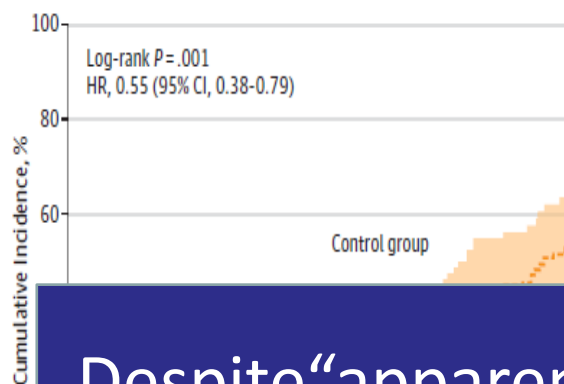 100
Log-rank P=.001
HR, 0.55 (95% CI, 0.38-0.79)
80
60
Control group
Cumulative Incidence, %
Despite“